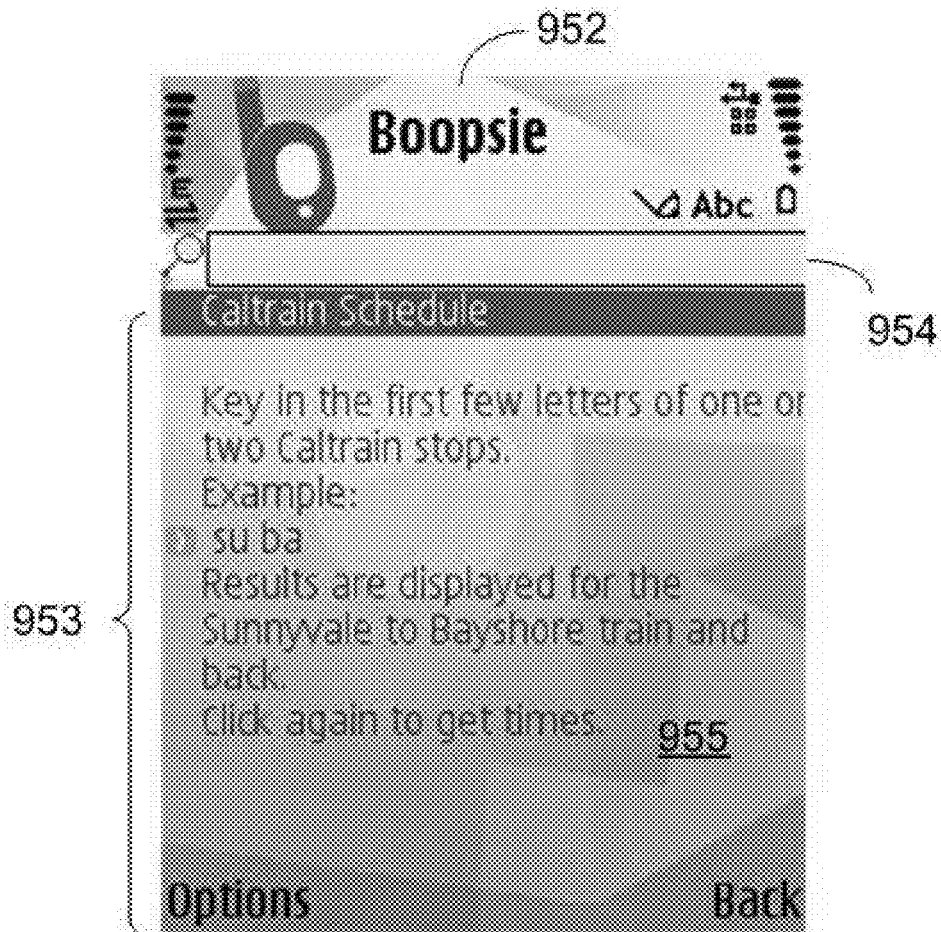 952
Boopsie
Abc
954
Caltrain Schedule
Key in the first few letters of one or
two Caltrain stops.
Example:
su ba
Results are displayed for the
953
Sunnyvale to Bayshore train and
back.
Click again to get times.
955
Options Back